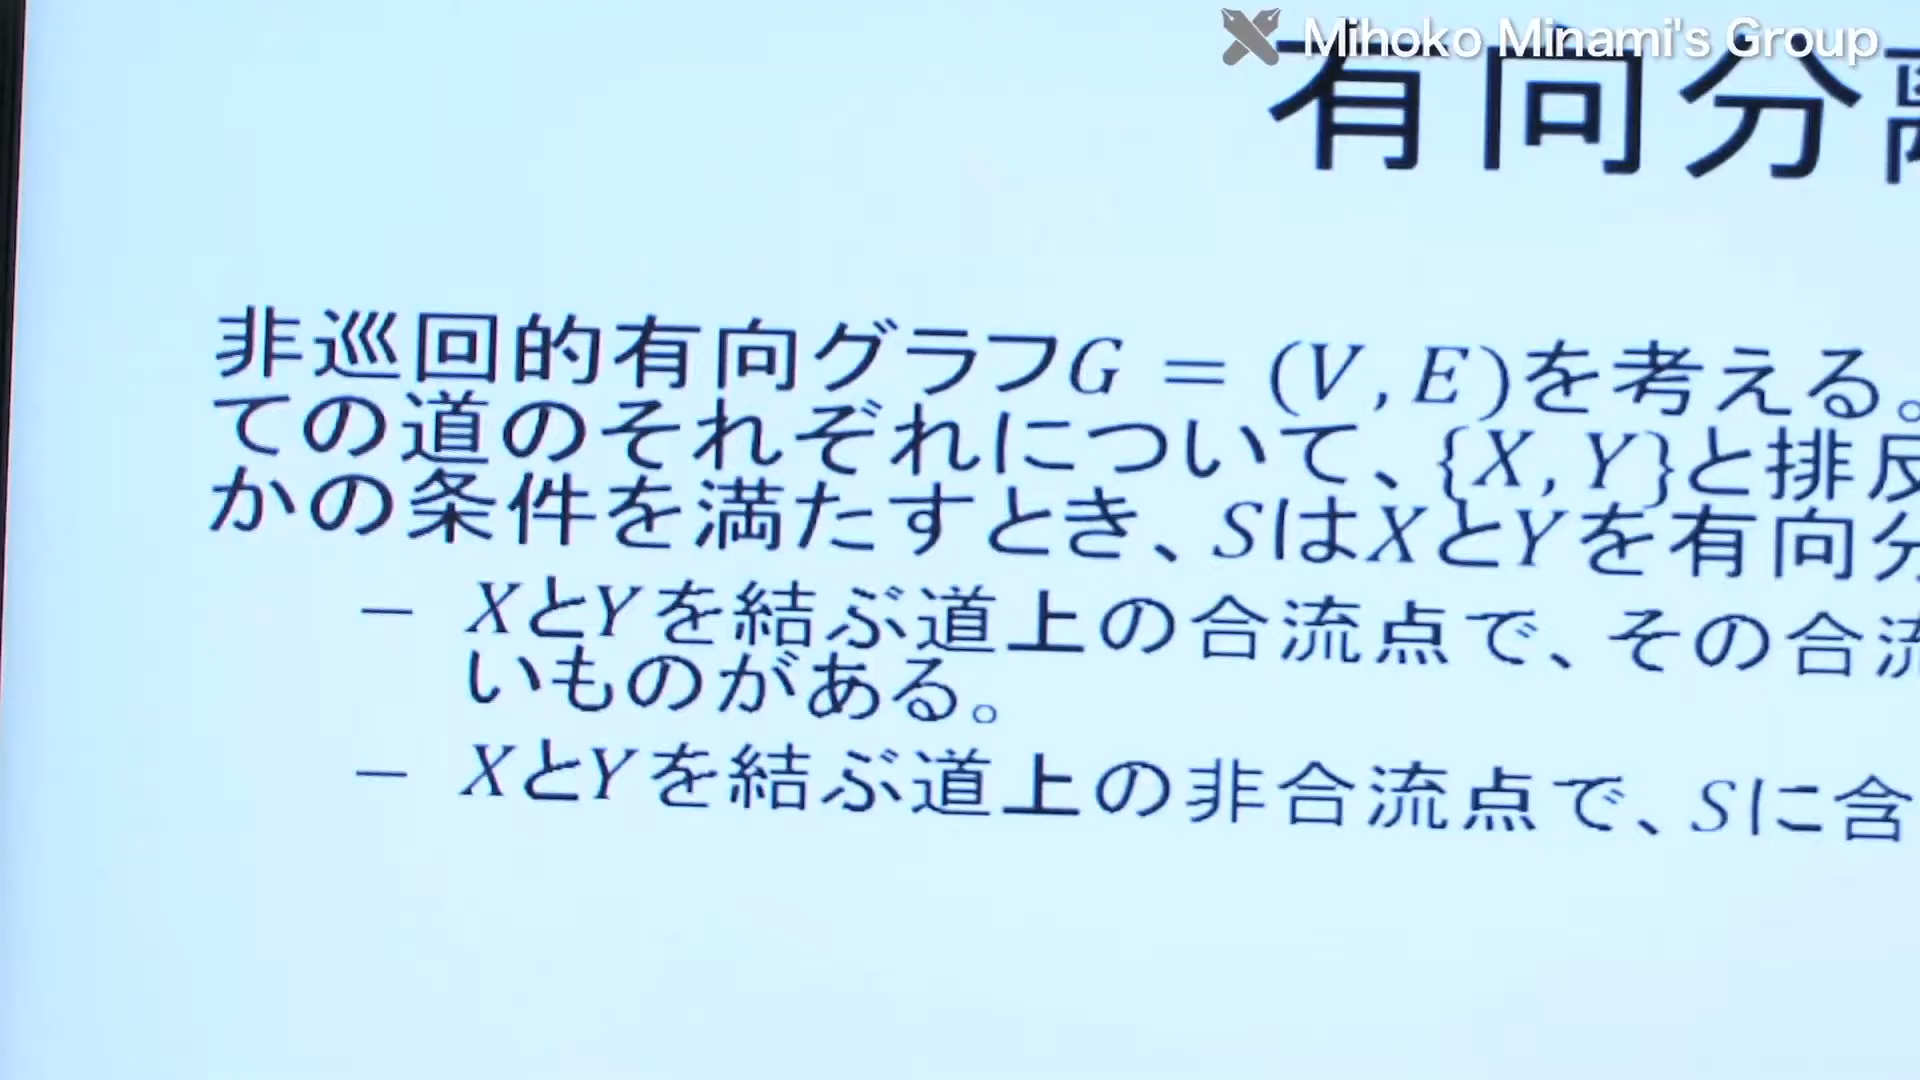 Mihoko Minami's Group
有向分
非巡回的有向グラフG = (V, E)を考える。
ての道のそれぞれについて、{X, Y}と排反
かの条件を満たすとき、SはXとYを有向分
– XとYを結ぶ道上の合流点で、その合流
いものがある。
– XとYを結ぶ道上の非合流点で、Sに含